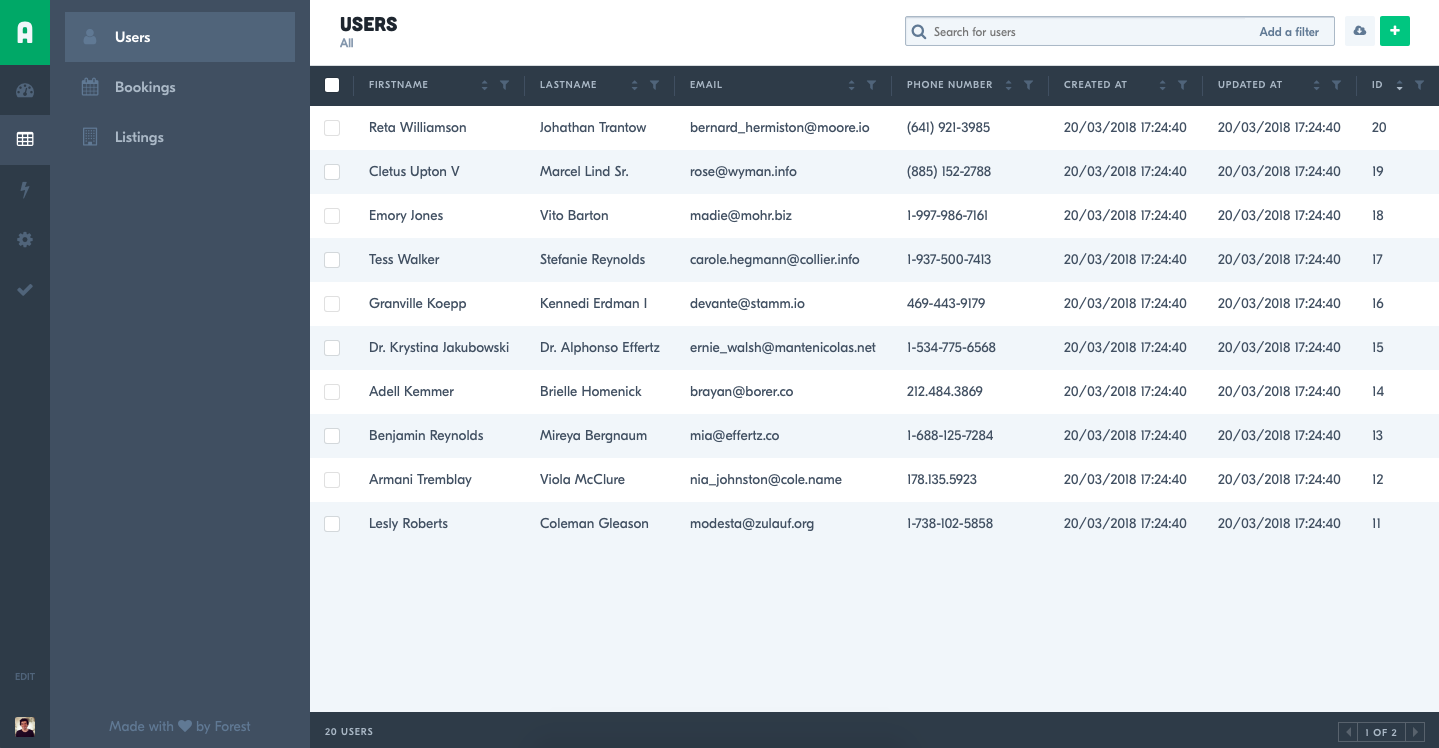 A
Users
Bookings
Listings
EDIT
Made with by Forest
USERS
All
Search for users Add a filter
FIRSTNAME LASTNAME EMAIL PHONE NUMBER CREATED AT UPDATED AT ID
Reta Williamson Johathan Trantow bernard_hermiston@moore.io (641) 921-3985 20/03/2018 17:24:40 20/03/2018 17:24:40 20
Cletus Upton V Marcel Lind Sr. rose@wyman.info (885) 152-2788 20/03/2018 17:24:40 20/03/2018 17:24:40 19
Emory Jones Vito Barton madie@mohr.biz 1-997-986-7161 20/03/2018 17:24:40 20/03/2018 17:24:40 18
Tess Walker Stefanie Reynolds carole.hegmann@collier.info 1-937-500-7413 20/03/2018 17:24:40 20/03/2018 17:24:40 17
Granville Koepp Kennedi Erdman I devante@stamm.io 469-443-9179 20/03/2018 17:24:40 20/03/2018 17:24:40 16
Dr. Krystina Jakubowski Dr. Alphonso Effertz ernie_walsh@mantenicolas.net 1-534-775-6568 20/03/2018 17:24:40 20/03/2018 17:24:40 15
Adell Kemmer Brielle Homenick brayan@borer.co 212.484.3869 20/03/2018 17:24:40 20/03/2018 17:24:40 14
Benjamin Reynolds Mireya Bergnaum mia@effertz.co 1-688-125-7284 20/03/2018 17:24:40 20/03/2018 17:24:40 13
Armani Tremblay Viola McClure nia_johnston@cole.name 178.135.5923 20/03/2018 17:24:40 20/03/2018 17:24:40 12
Lesly Roberts Coleman Gleason modesta@zulauf.org 1-738-102-5858 20/03/2018 17:24:40 20/03/2018 17:24:40 11
20 USERS 1 OF 2